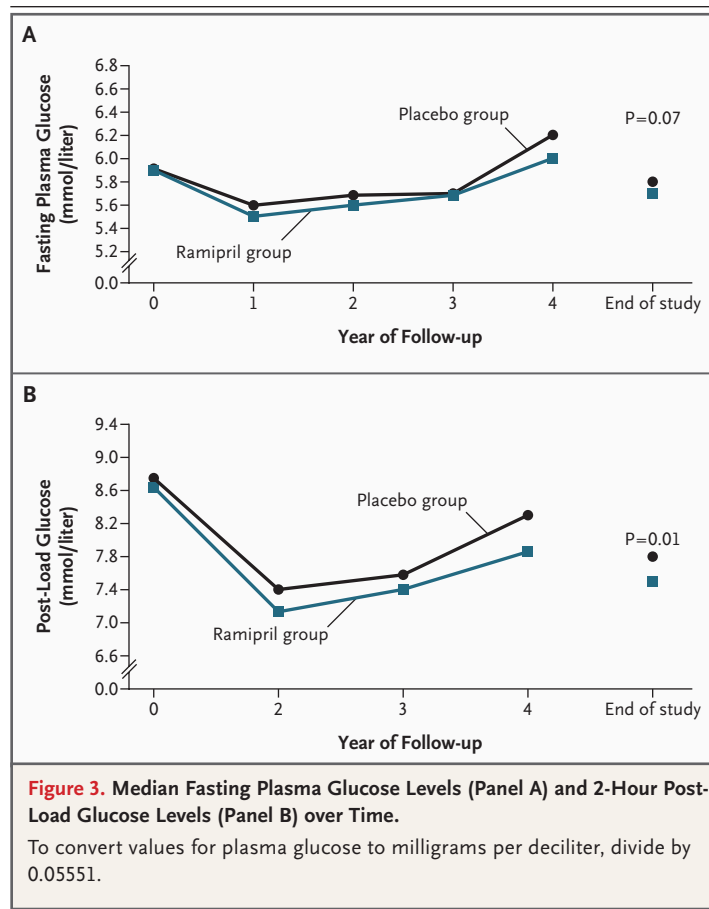 A
6.8
6.6
6.4
6.2
6.0
5.8
5.6
5.4
5.2
0.0
Fasting Plasma Glucose
(mmol/liter)
Placebo group
P=0.07
Ramipril group
0 1 2 3 4 End of study
Year of Follow-up
B
9.4
9.0
8.6
8.2
7.8
7.4
7.0
6.6
0.0
Post-Load Glucose
(mmol/liter)
Placebo group
P=0.01
Ramipril group
0 2 3 4 End of study
Year of Follow-up
Figure 3. Median Fasting Plasma Glucose Levels (Panel A) and 2-Hour Post-
Load Glucose Levels (Panel B) over Time.
To convert values for plasma glucose to milligrams per deciliter, divide by
0.05551.